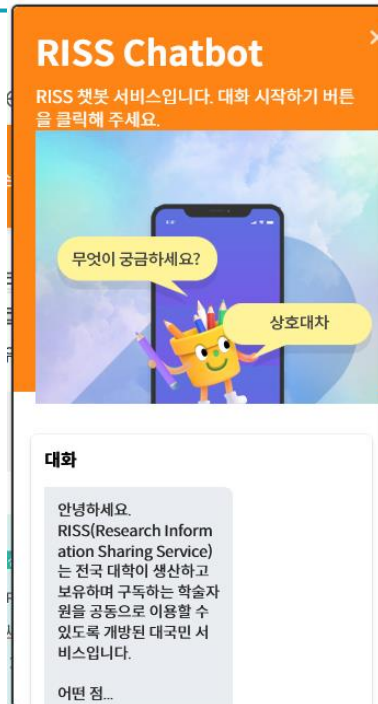 RISS Chatbot
RISS 챗봇 서비스입니다. 대화 시작하기 버튼
을 클릭해 주세요.
무엇이 궁금하세요?
상호대차
대화
안녕하세요.
RISS(Research Inform
ation Sharing Service)
는 전국 대학이 생산하고
보유하며 구독하는 학술자
원을 공동으로 이용할 수
있도록 개방된 대국민 서
비스입니다.
어떤 점...